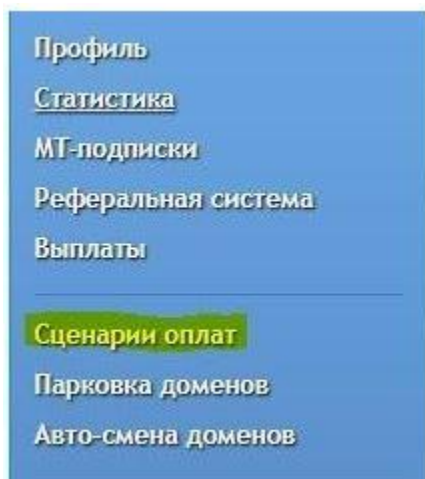 Профиль
Статистика
МТ-подписки
Реферальная система
Выплаты
Сценарии оплат
Парковка доменов
Авто-смена доменов